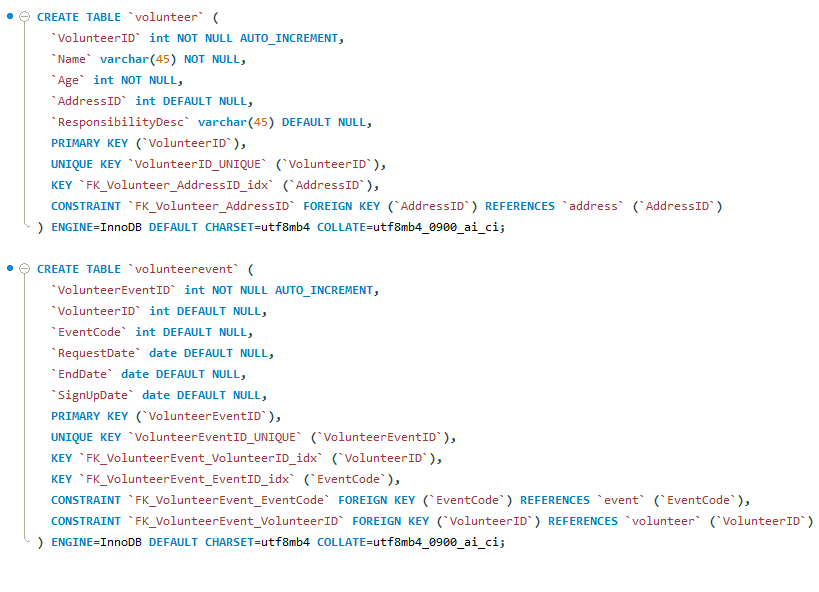 CREATE TABLE `volunteer` (
`VolunteerID` int NOT NULL AUTO_INCREMENT,
`Name` varchar(45) NOT NULL,
`Age` int NOT NULL,
`AddressID` int DEFAULT NULL,
`ResponsibilityDesc` varchar(45) DEFAULT NULL,
PRIMARY KEY (`VolunteerID`),
UNIQUE KEY `VolunteerID_UNIQUE` (`VolunteerID`),
KEY `FK_Volunteer_AddressID_idx` (`AddressID`),
CONSTRAINT `FK_Volunteer_AddressID` FOREIGN KEY (`AddressID`) REFERENCES `address` (`AddressID`)
) ENGINE=InnoDB DEFAULT CHARSET=utf8mb4 COLLATE=utf8mb4_0900_ai_ci;
CREATE TABLE `volunteerevent` (
`VolunteerEventID` int NOT NULL AUTO_INCREMENT,
`VolunteerID` int DEFAULT NULL,
`EventCode` int DEFAULT NULL,
`RequestDate` date DEFAULT NULL,
`EndDate` date DEFAULT NULL,
`SignUpDate` date DEFAULT NULL,
PRIMARY KEY (`VolunteerEventID`),
UNIQUE KEY `VolunteerEventID_UNIQUE` (`VolunteerEventID`),
KEY `FK_VolunteerEvent_VolunteerID_idx` (`VolunteerID`),
KEY `FK_VolunteerEvent_EventID_idx` (`EventCode`),
CONSTRAINT `FK_VolunteerEvent_EventCode` FOREIGN KEY (`EventCode`) REFERENCES `event` (`EventCode`),
CONSTRAINT `FK_VolunteerEvent_VolunteerID` FOREIGN KEY (`VolunteerID`) REFERENCES `volunteer` (`VolunteerID`)
) ENGINE=InnoDB DEFAULT CHARSET=utf8mb4 COLLATE=utf8mb4_0900_ai_ci;